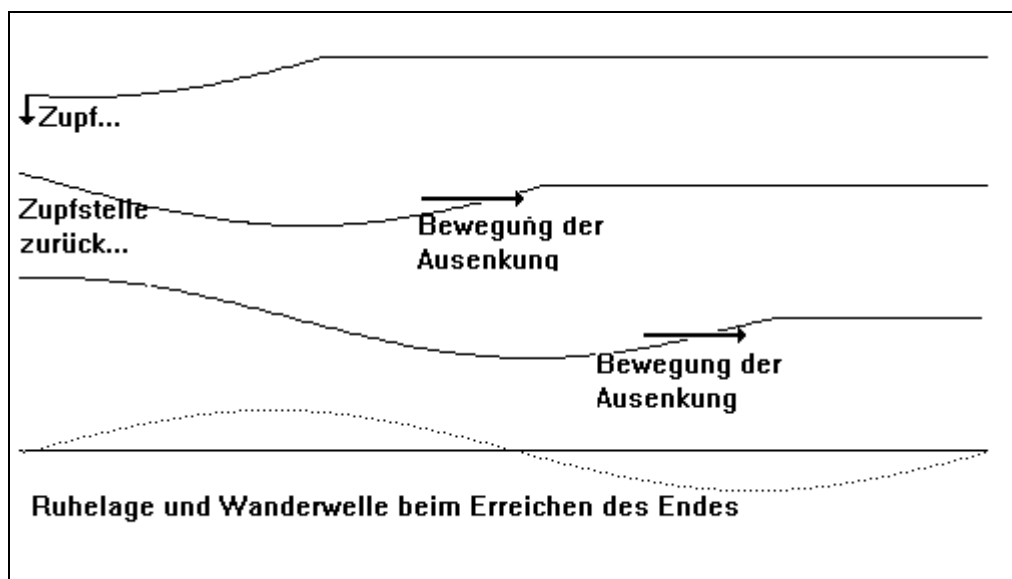 Zupf...
Zupfstelle
zurück...
Bewegung der
Ausenkung
Bewegung der
Ausenkung
Ruhelage und Wanderwelle beim Erreichen des Endes